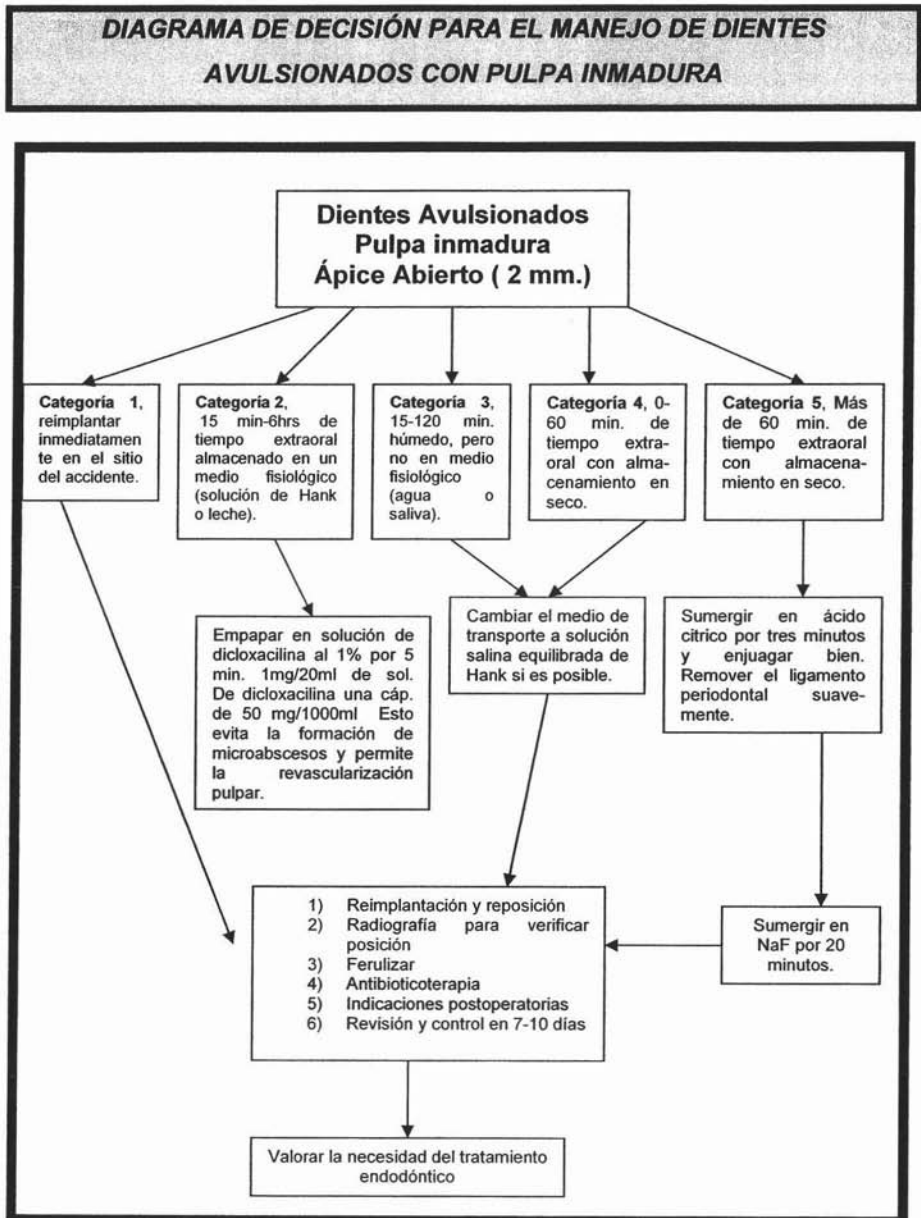 DIAGRAMA DE DECISIÓN PARA EL MANEJO DE DIENTES
AVULSIONADOS CON PULPA INMADURA
Dientes Avulsionados
Pulpa inmadura
Ápice Abierto ( 2 mm.)
Categoría 1,
reimplantar
inmediatamen
te en el sitio
del accidente.
Categoría 2,
15 min-6hrs de
tiempo extraoral
almacenado en un
medio fisiológico
(solución de Hank
o leche).
Categoría 3,
15-120 min.
húmedo, pero
no en medio
fisiológico
(agua o
saliva).
Categoría 4, 0-
60 min. de
tiempo extra-
oral con alma-
cenamiento en
seco.
Categoría 5, Más
de 60 min. de
tiempo extraoral
con almacena-
miento en seco.
Empapar en solución de
dicloxacilina al 1% por 5
min. 1mg/20ml de sol.
De dicloxacilina una cáp.
de 50 mg/1000ml Esto
evita la formación de
microabscesos y permite
la revascularización
pulpar.
Cambiar el medio de
transporte a solución
salina equilibrada de
Hank si es posible.
Sumergir en ácido
citrico por tres minutos
y enjuagar bien.
Remover el ligamento
periodontal suave-
mente.
1) Reimplantación y reposición
2) Radiografía para verificar
posición
3) Ferulizar
4) Antibioticoterapia
5) Indicaciones postoperatorias
6) Revisión y control en 7-10 días
Sumergir en
NaF por 20
minutos.
Valorar la necesidad del tratamiento
endodóntico